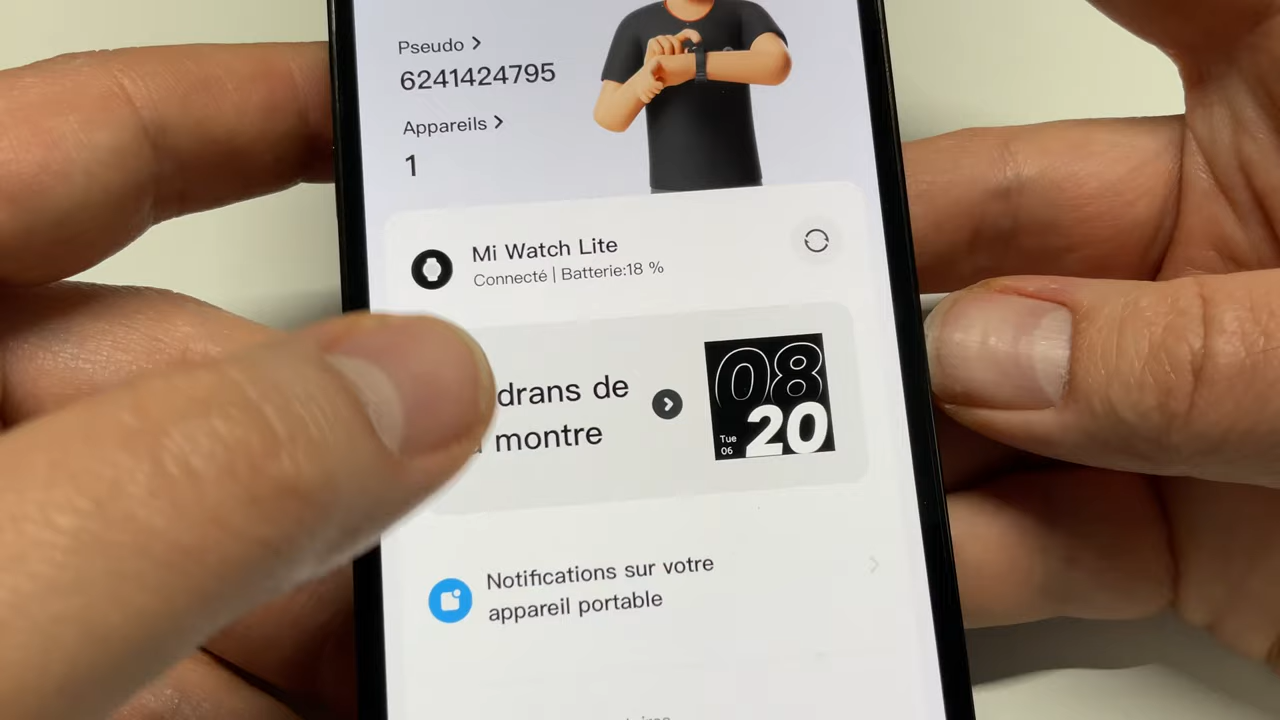 Pseudo >
6241424795
Appareils >
1
Mi Watch Lite
Connecté | Batterie:18 %
drans de
montre
08
20
Tue
06
Notifications sur votre
appareil portable